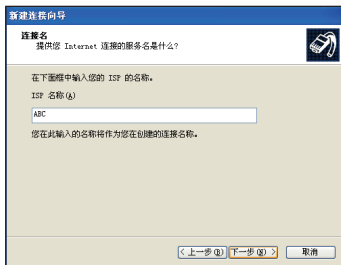 新建连接向导
连接名
提供您 Internet 连接的服务名是什么?
在下面框中输入您的 ISP 的名称。
ISP 名称(A)
ABC
您在此输入的名称将作为您在创建的连接名称。
< 上一步(B) 下一步(N) > 取消